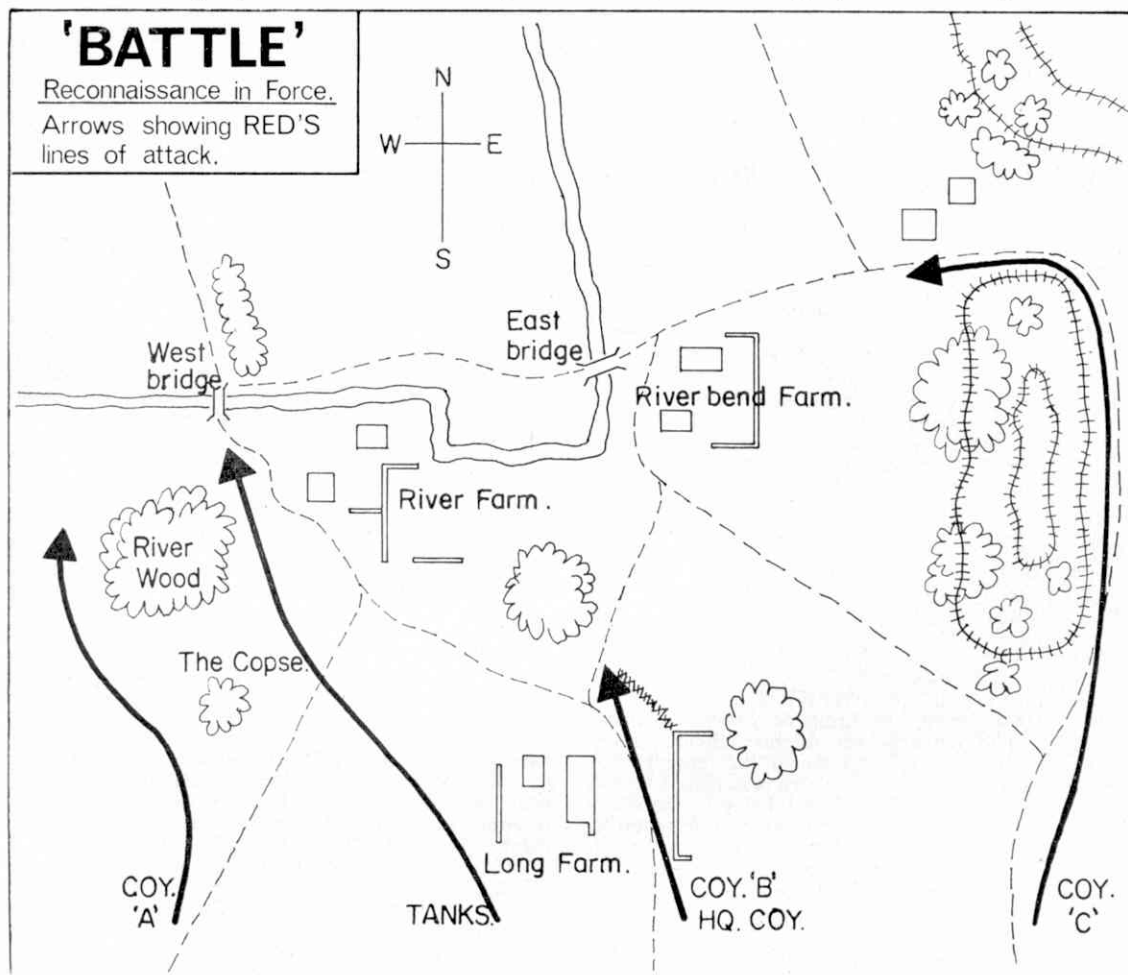 'BATTLE'
Reconnaissance in Force.
Arrows showing RED'S
lines of attack.
N
W
E
S
East
bridge
West
bridge
River bend Farm.
River Farm.
River
Wood
The Copse.
Long Farm.
COY.
'A'
TANKS.
COY. 'B'
HQ. COY.
COY.
'C'